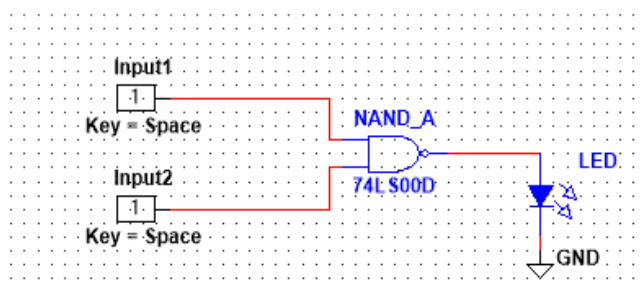 Input1
1
Key = Space
NAND_A
74LS00D
Input2
1
Key = Space
LED
GND